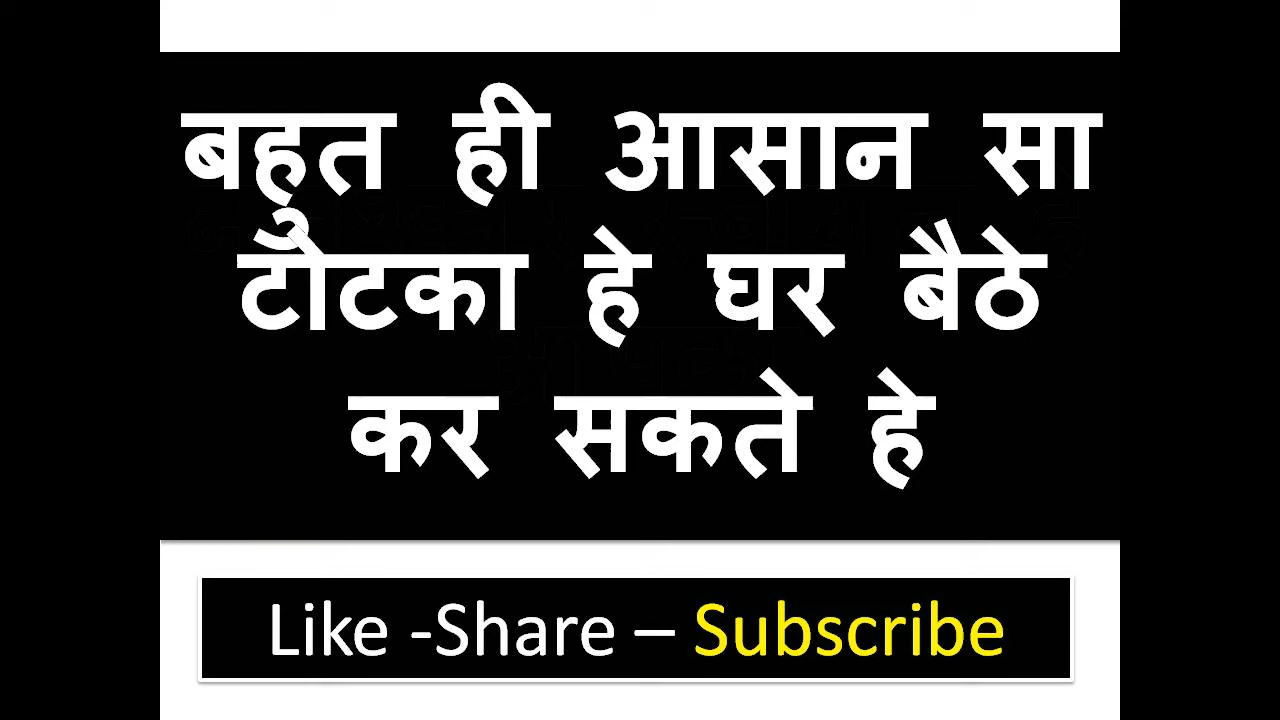 बहुत ही आसान सा
टोटका हे घर बैठे
कर सकते हे
Like -Share – Subscribe